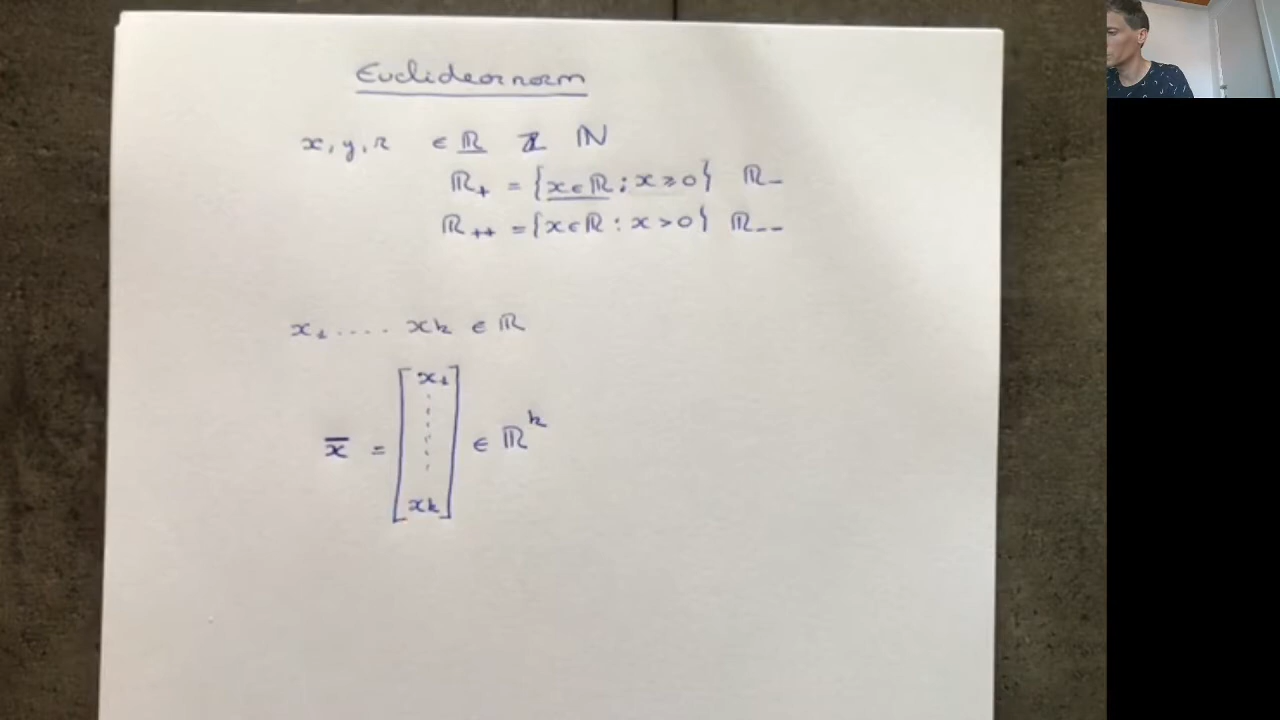 Euclidean norm
x, y, z ∈ ℝ ℤ ℕ
ℝ₊ = {x ∈ ℝ : x ≥ 0} ℝ₋
ℝ₊₊ = {x ∈ ℝ : x > 0} ℝ₋₋
x₁ .... xk ∈ ℝ
x̄ = [x₁ ⋮ xk] ∈ ℝᵏ